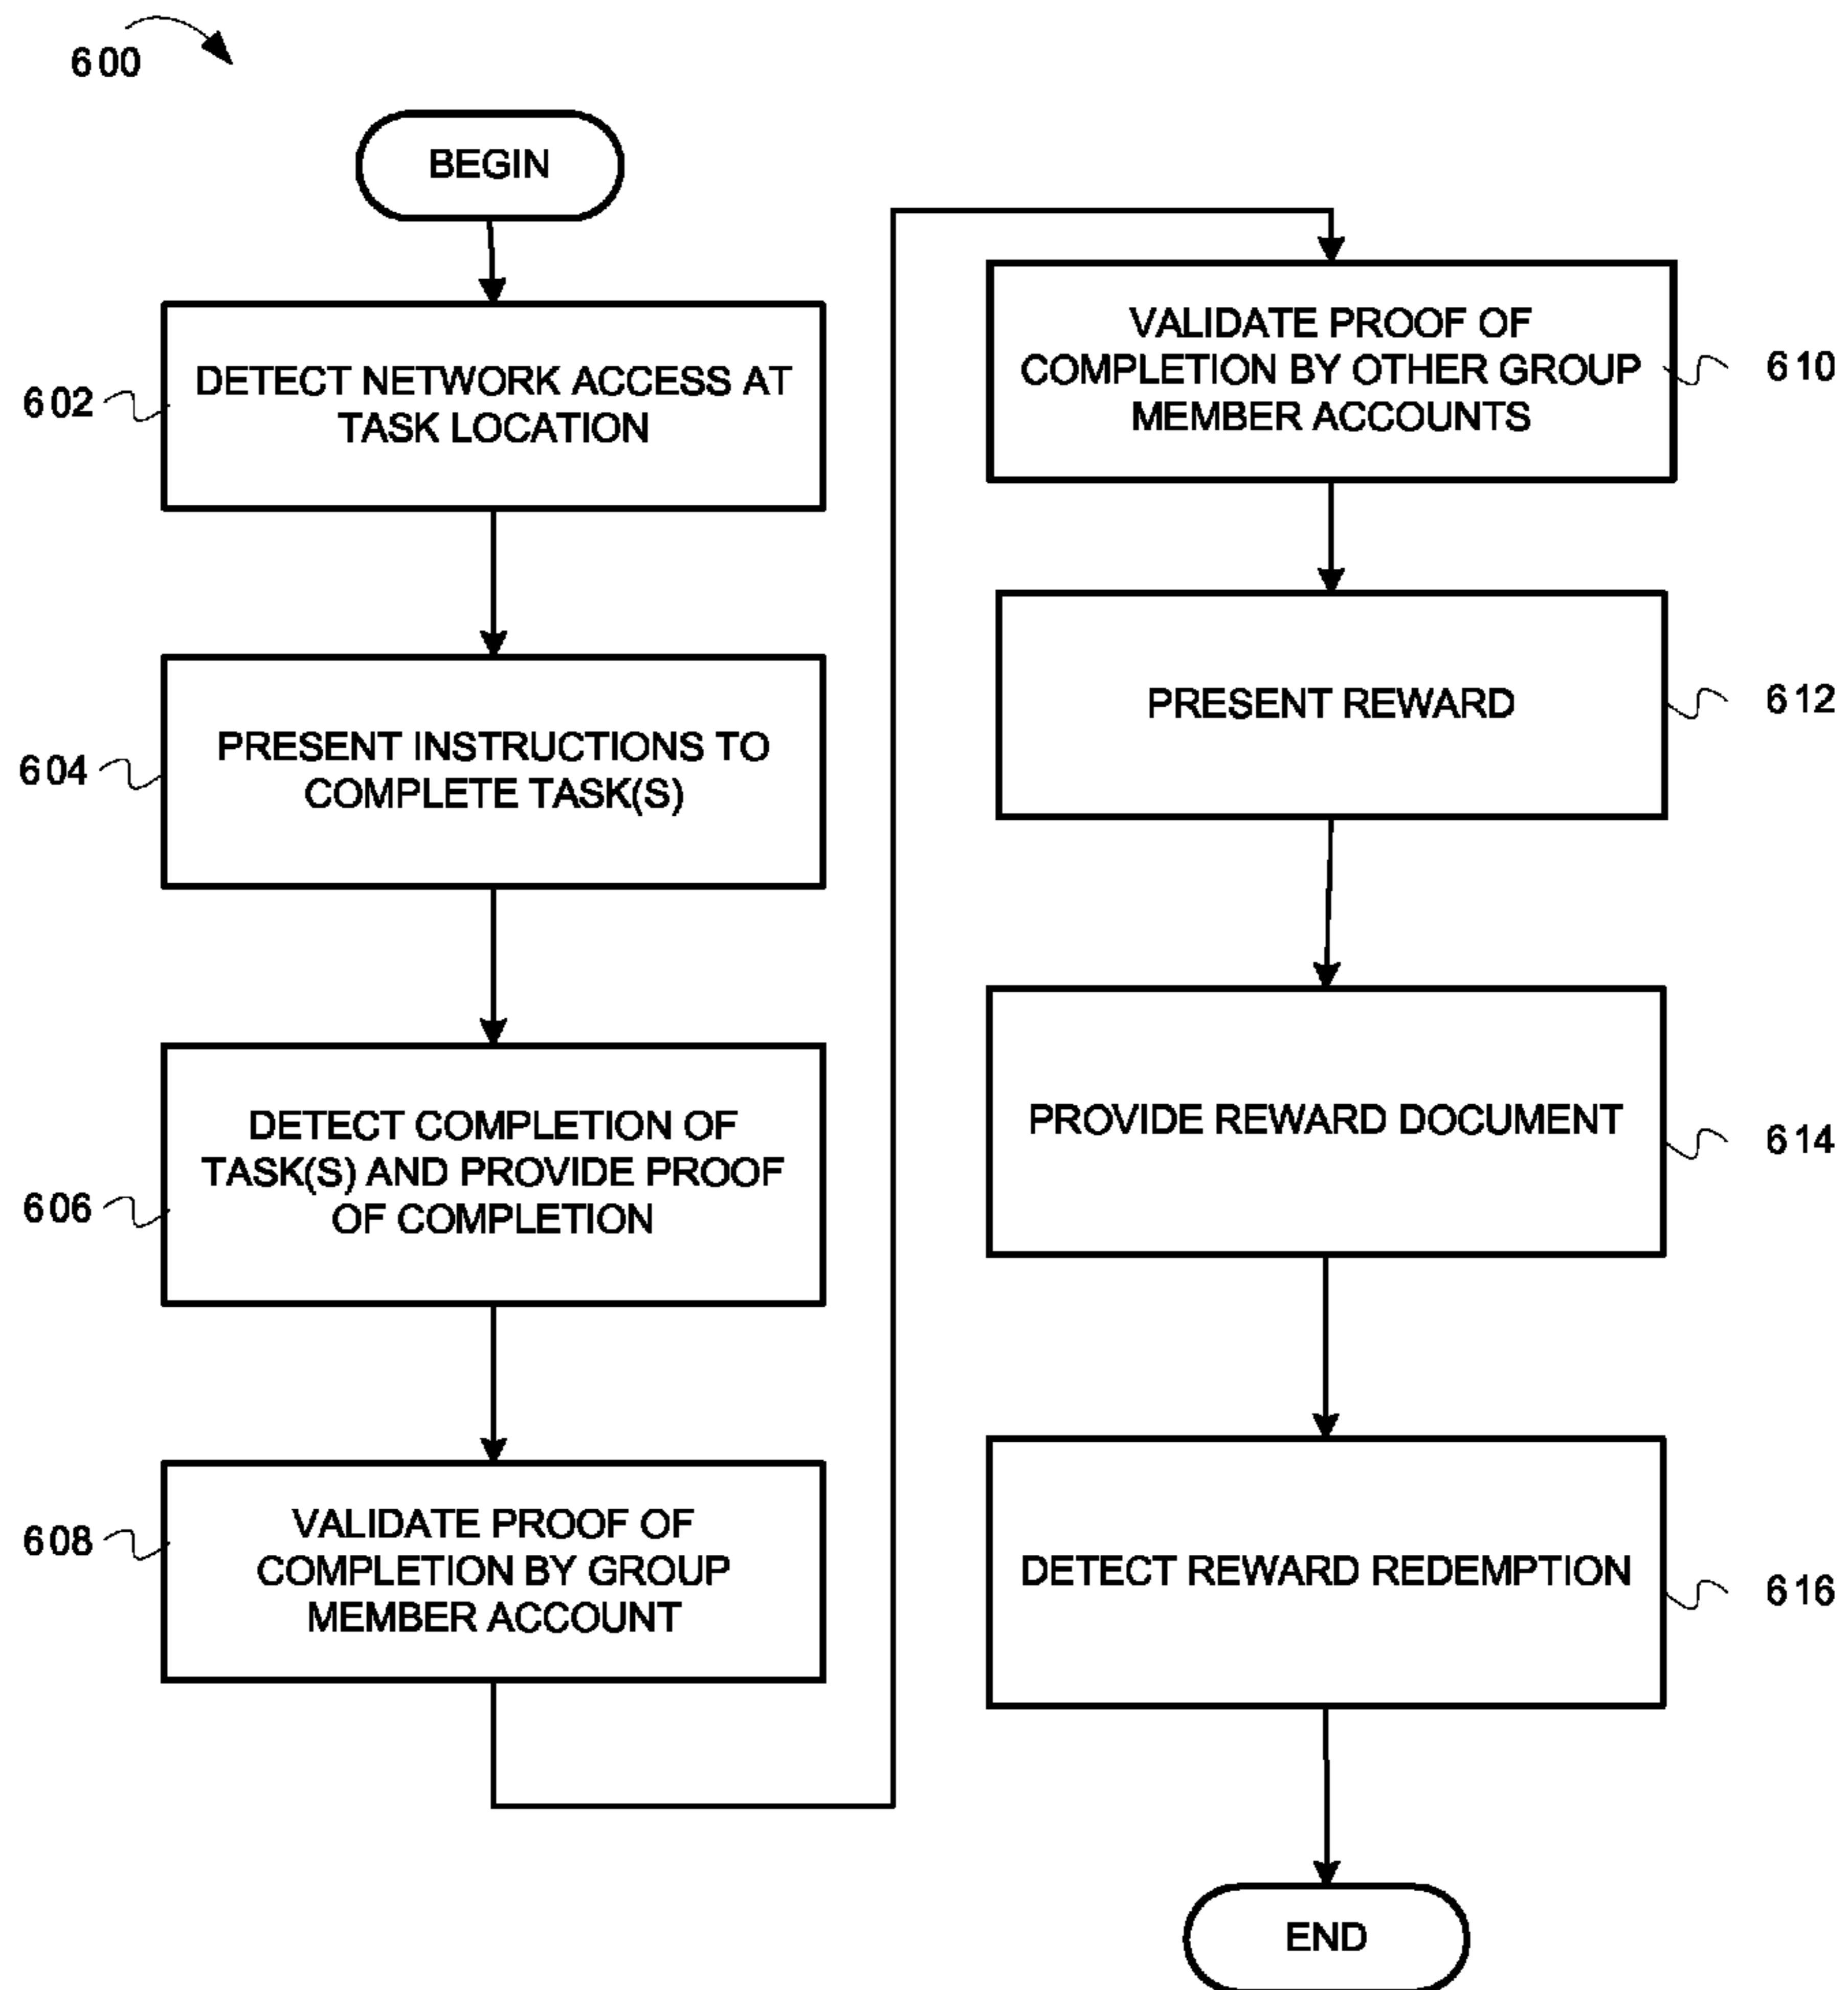 600
BEGIN
602
DETECT NETWORK ACCESS AT
TASK LOCATION
604
PRESENT INSTRUCTIONS TO
COMPLETE TASK(S)
606
DETECT COMPLETION OF
TASK(S) AND PROVIDE PROOF
OF COMPLETION
608
VALIDATE PROOF OF
COMPLETION BY GROUP
MEMBER ACCOUNT
VALIDATE PROOF OF
COMPLETION BY OTHER GROUP
MEMBER ACCOUNTS
610
PRESENT REWARD
612
PROVIDE REWARD DOCUMENT
614
DETECT REWARD REDEMPTION
616
END